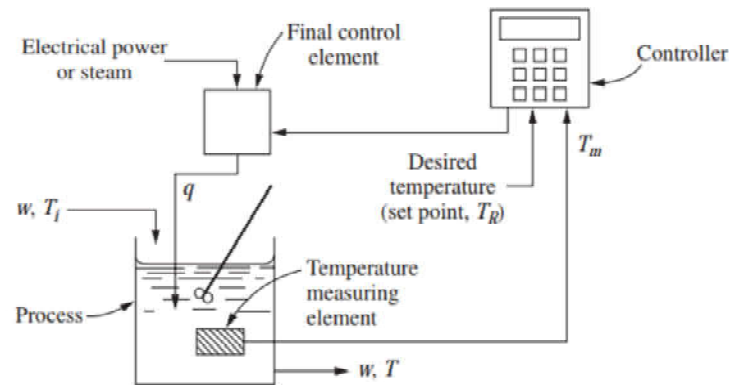 Electrical power
or steam
Final control
element
Controller
T_m
Desired
temperature
(set point, T_R)
q
w, T_i
Temperature
measuring
element
Process
w, T